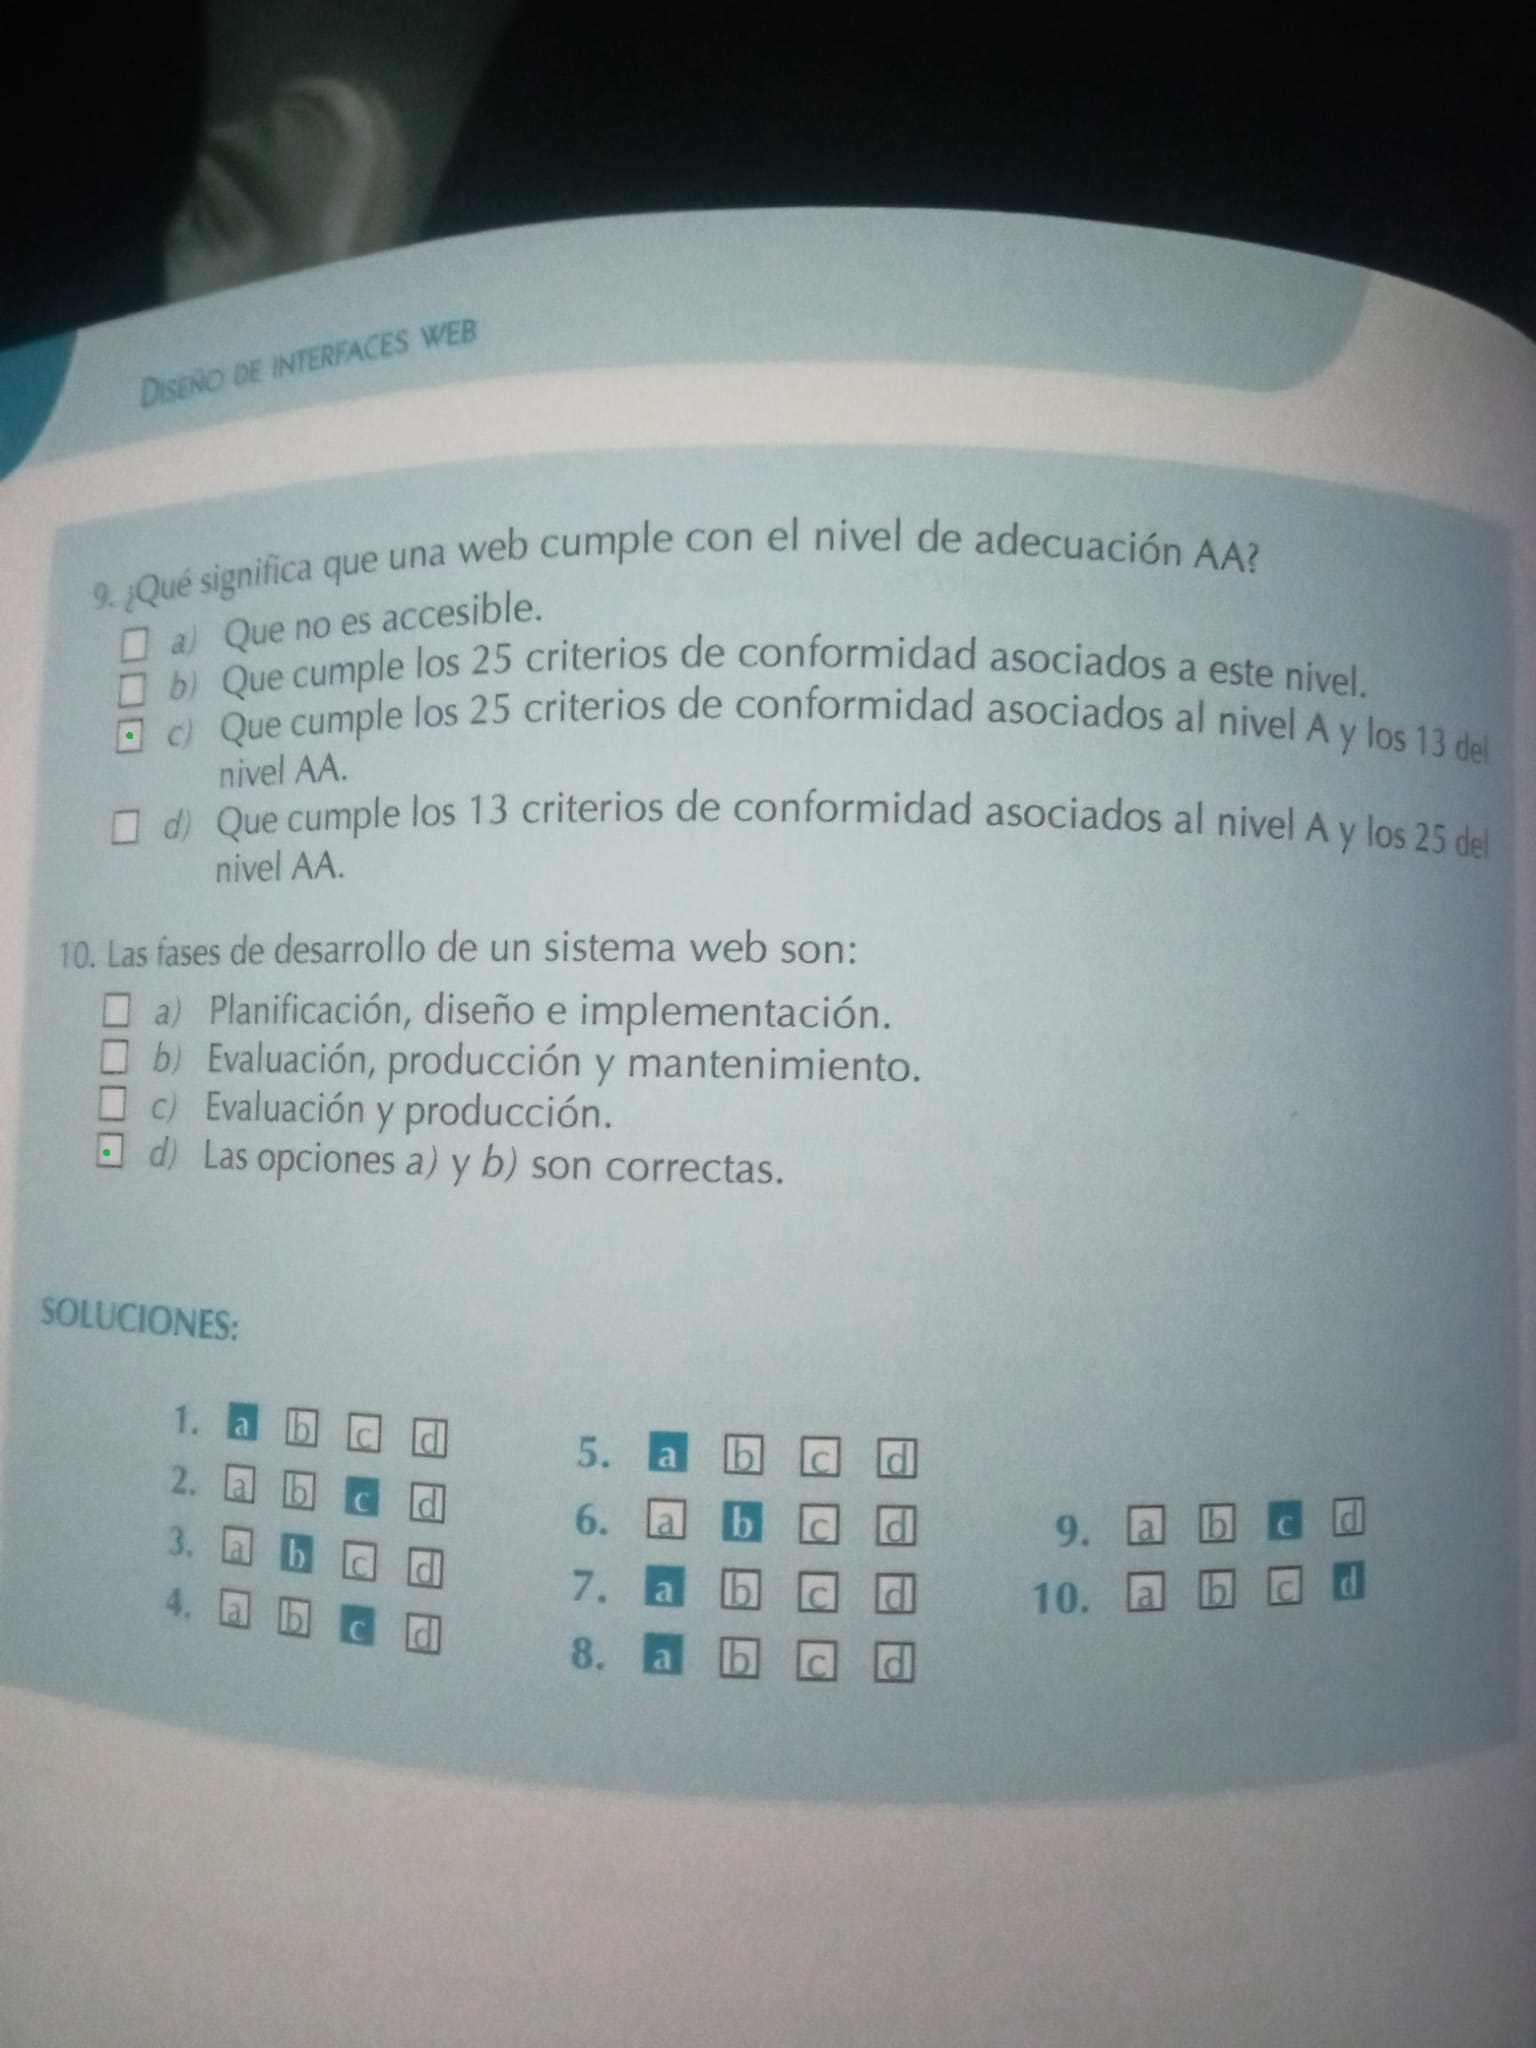 DISEÑO DE INTERFACES WEB
9. ¿Qué significa que una web cumple con el nivel de adecuación AA?
a) Que no es accesible.
b) Que cumple los 25 criterios de conformidad asociados a este nivel.
c) Que cumple los 25 criterios de conformidad asociados al nivel A y los 13 del
nivel AA.
d) Que cumple los 13 criterios de conformidad asociados al nivel A y los 25 del
nivel AA.
10. Las fases de desarrollo de un sistema web son:
a) Planificación, diseño e implementación.
b) Evaluación, producción y mantenimiento.
c) Evaluación y producción.
d) Las opciones a) y b) son correctas.
SOLUCIONES:
1. a b c d
2. a b c d
3. a b c d
4. a b c d
5. a b c d
6. a b c d
7. a b c d
8. a b c d
9. a b c d
10. a b c d